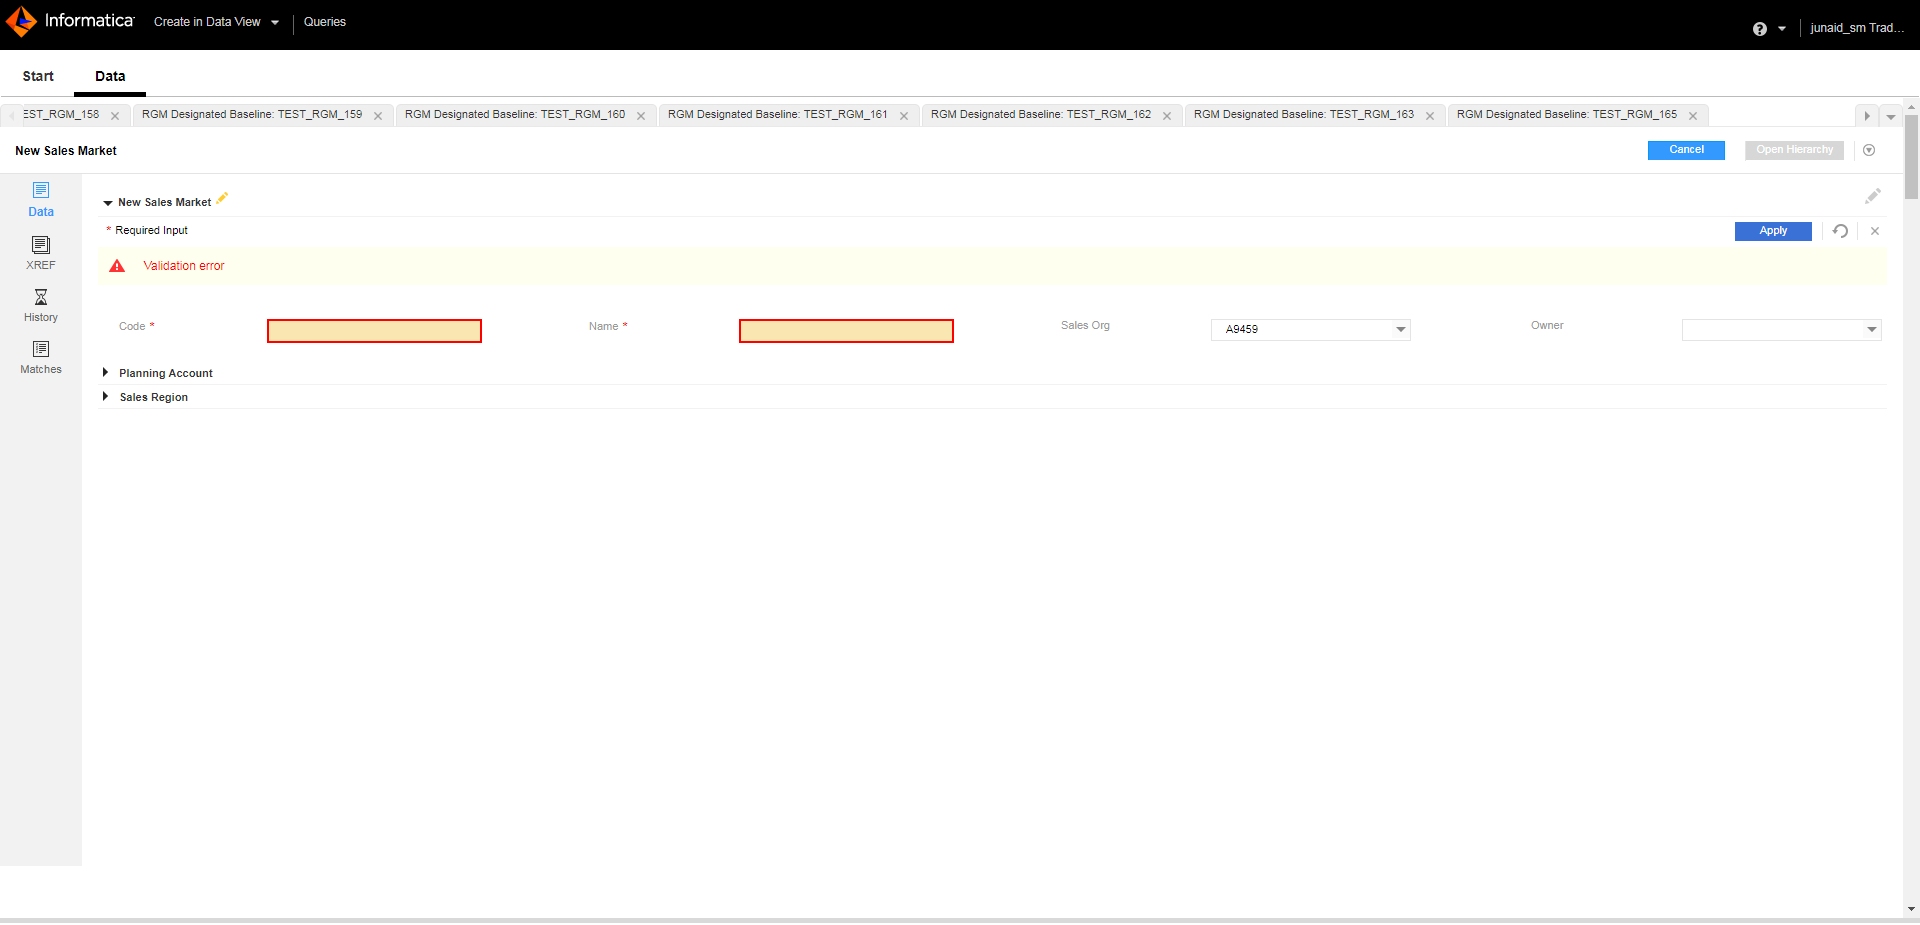 Informatica Create in Data View Queries junaid_sm Trad...
Start Data
EST_RGM_158 RGM Designated Baseline: TEST_RGM_159 RGM Designated Baseline: TEST_RGM_160 RGM Designated Baseline: TEST_RGM_161 RGM Designated Baseline: TEST_RGM_162 RGM Designated Baseline: TEST_RGM_163 RGM Designated Baseline: TEST_RGM_165
New Sales Market Cancel Open Hierarchy
Data
XREF
History
Matches
New Sales Market
* Required Input Apply
Validation error
Code * Name * Sales Org A9459 Owner
Planning Account
Sales Region